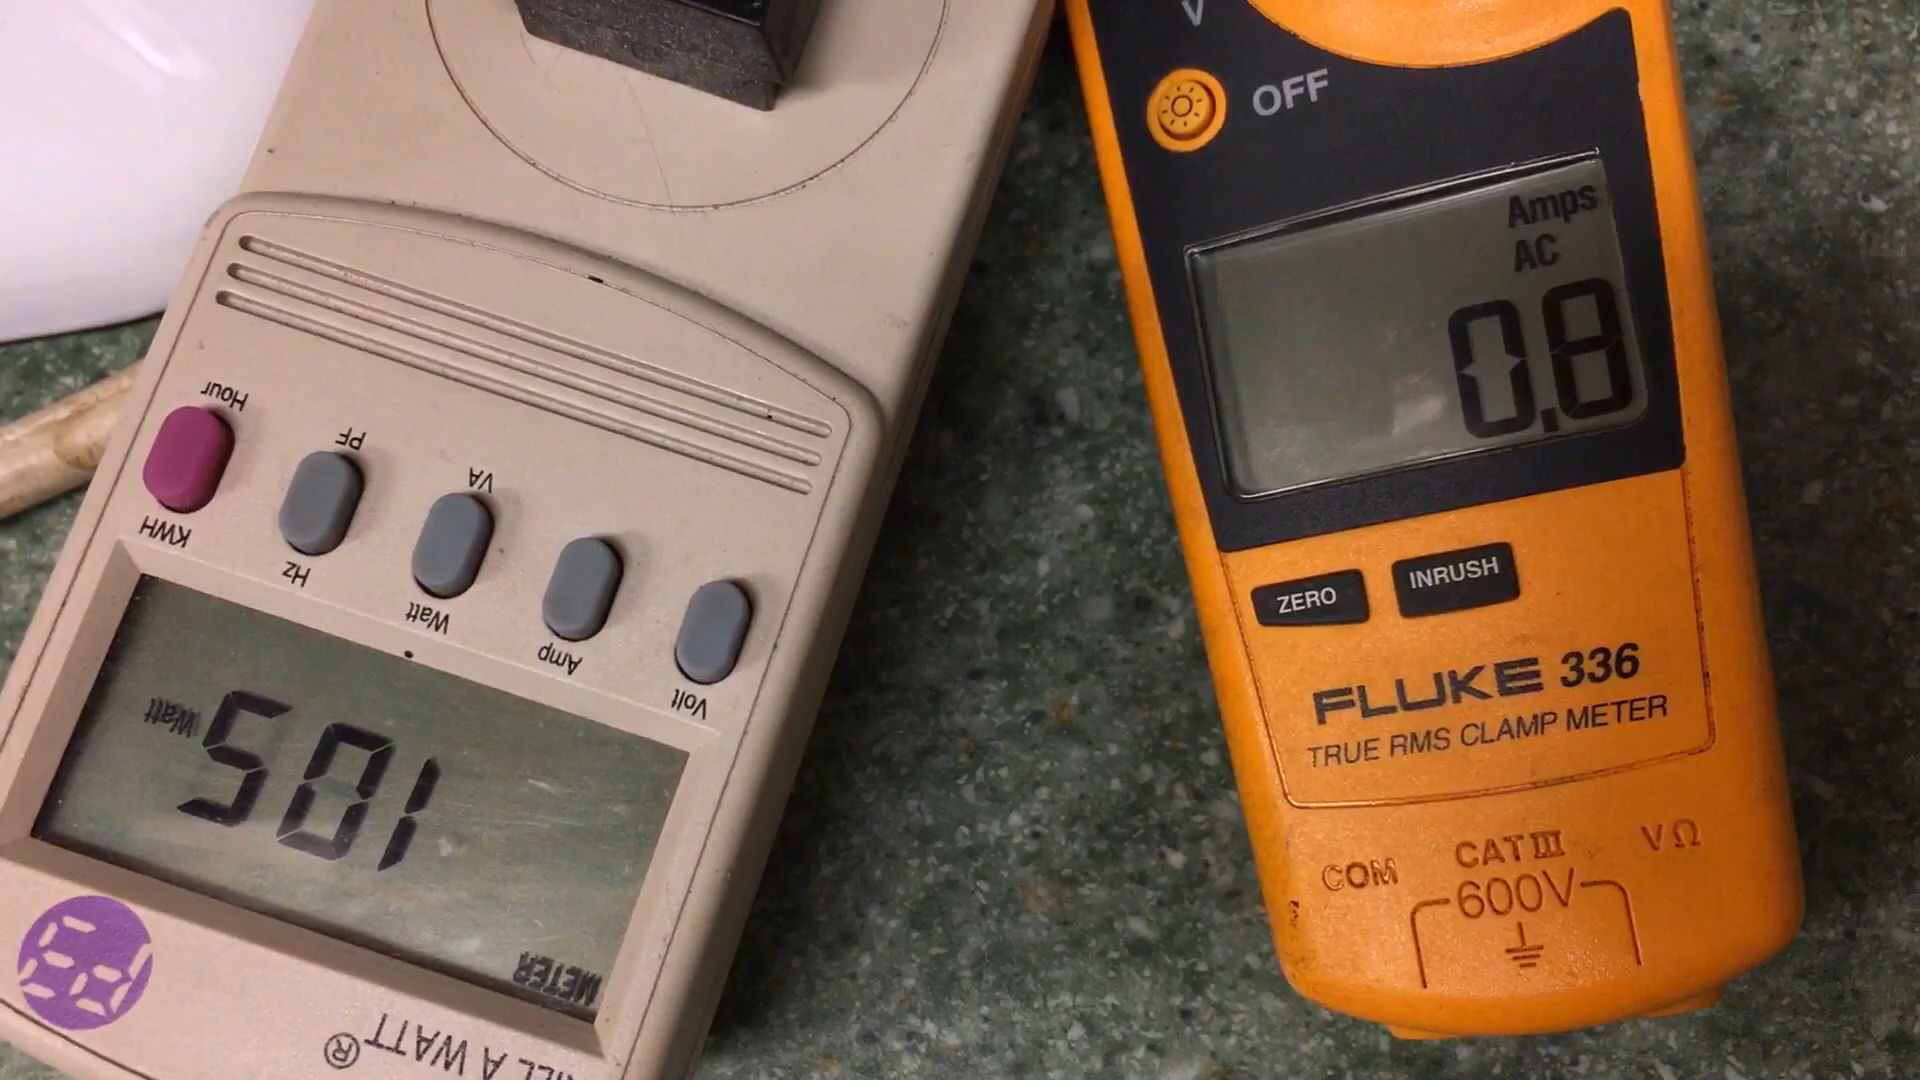 ILL A WATT®
METER
105 Watt
Volt Amp Watt Hz KWH
VA PF Hour
V
OFF
Amps
AC
0.8
ZERO INRUSH
FLUKE 336
TRUE RMS CLAMP METER
COM CAT III VΩ
600V